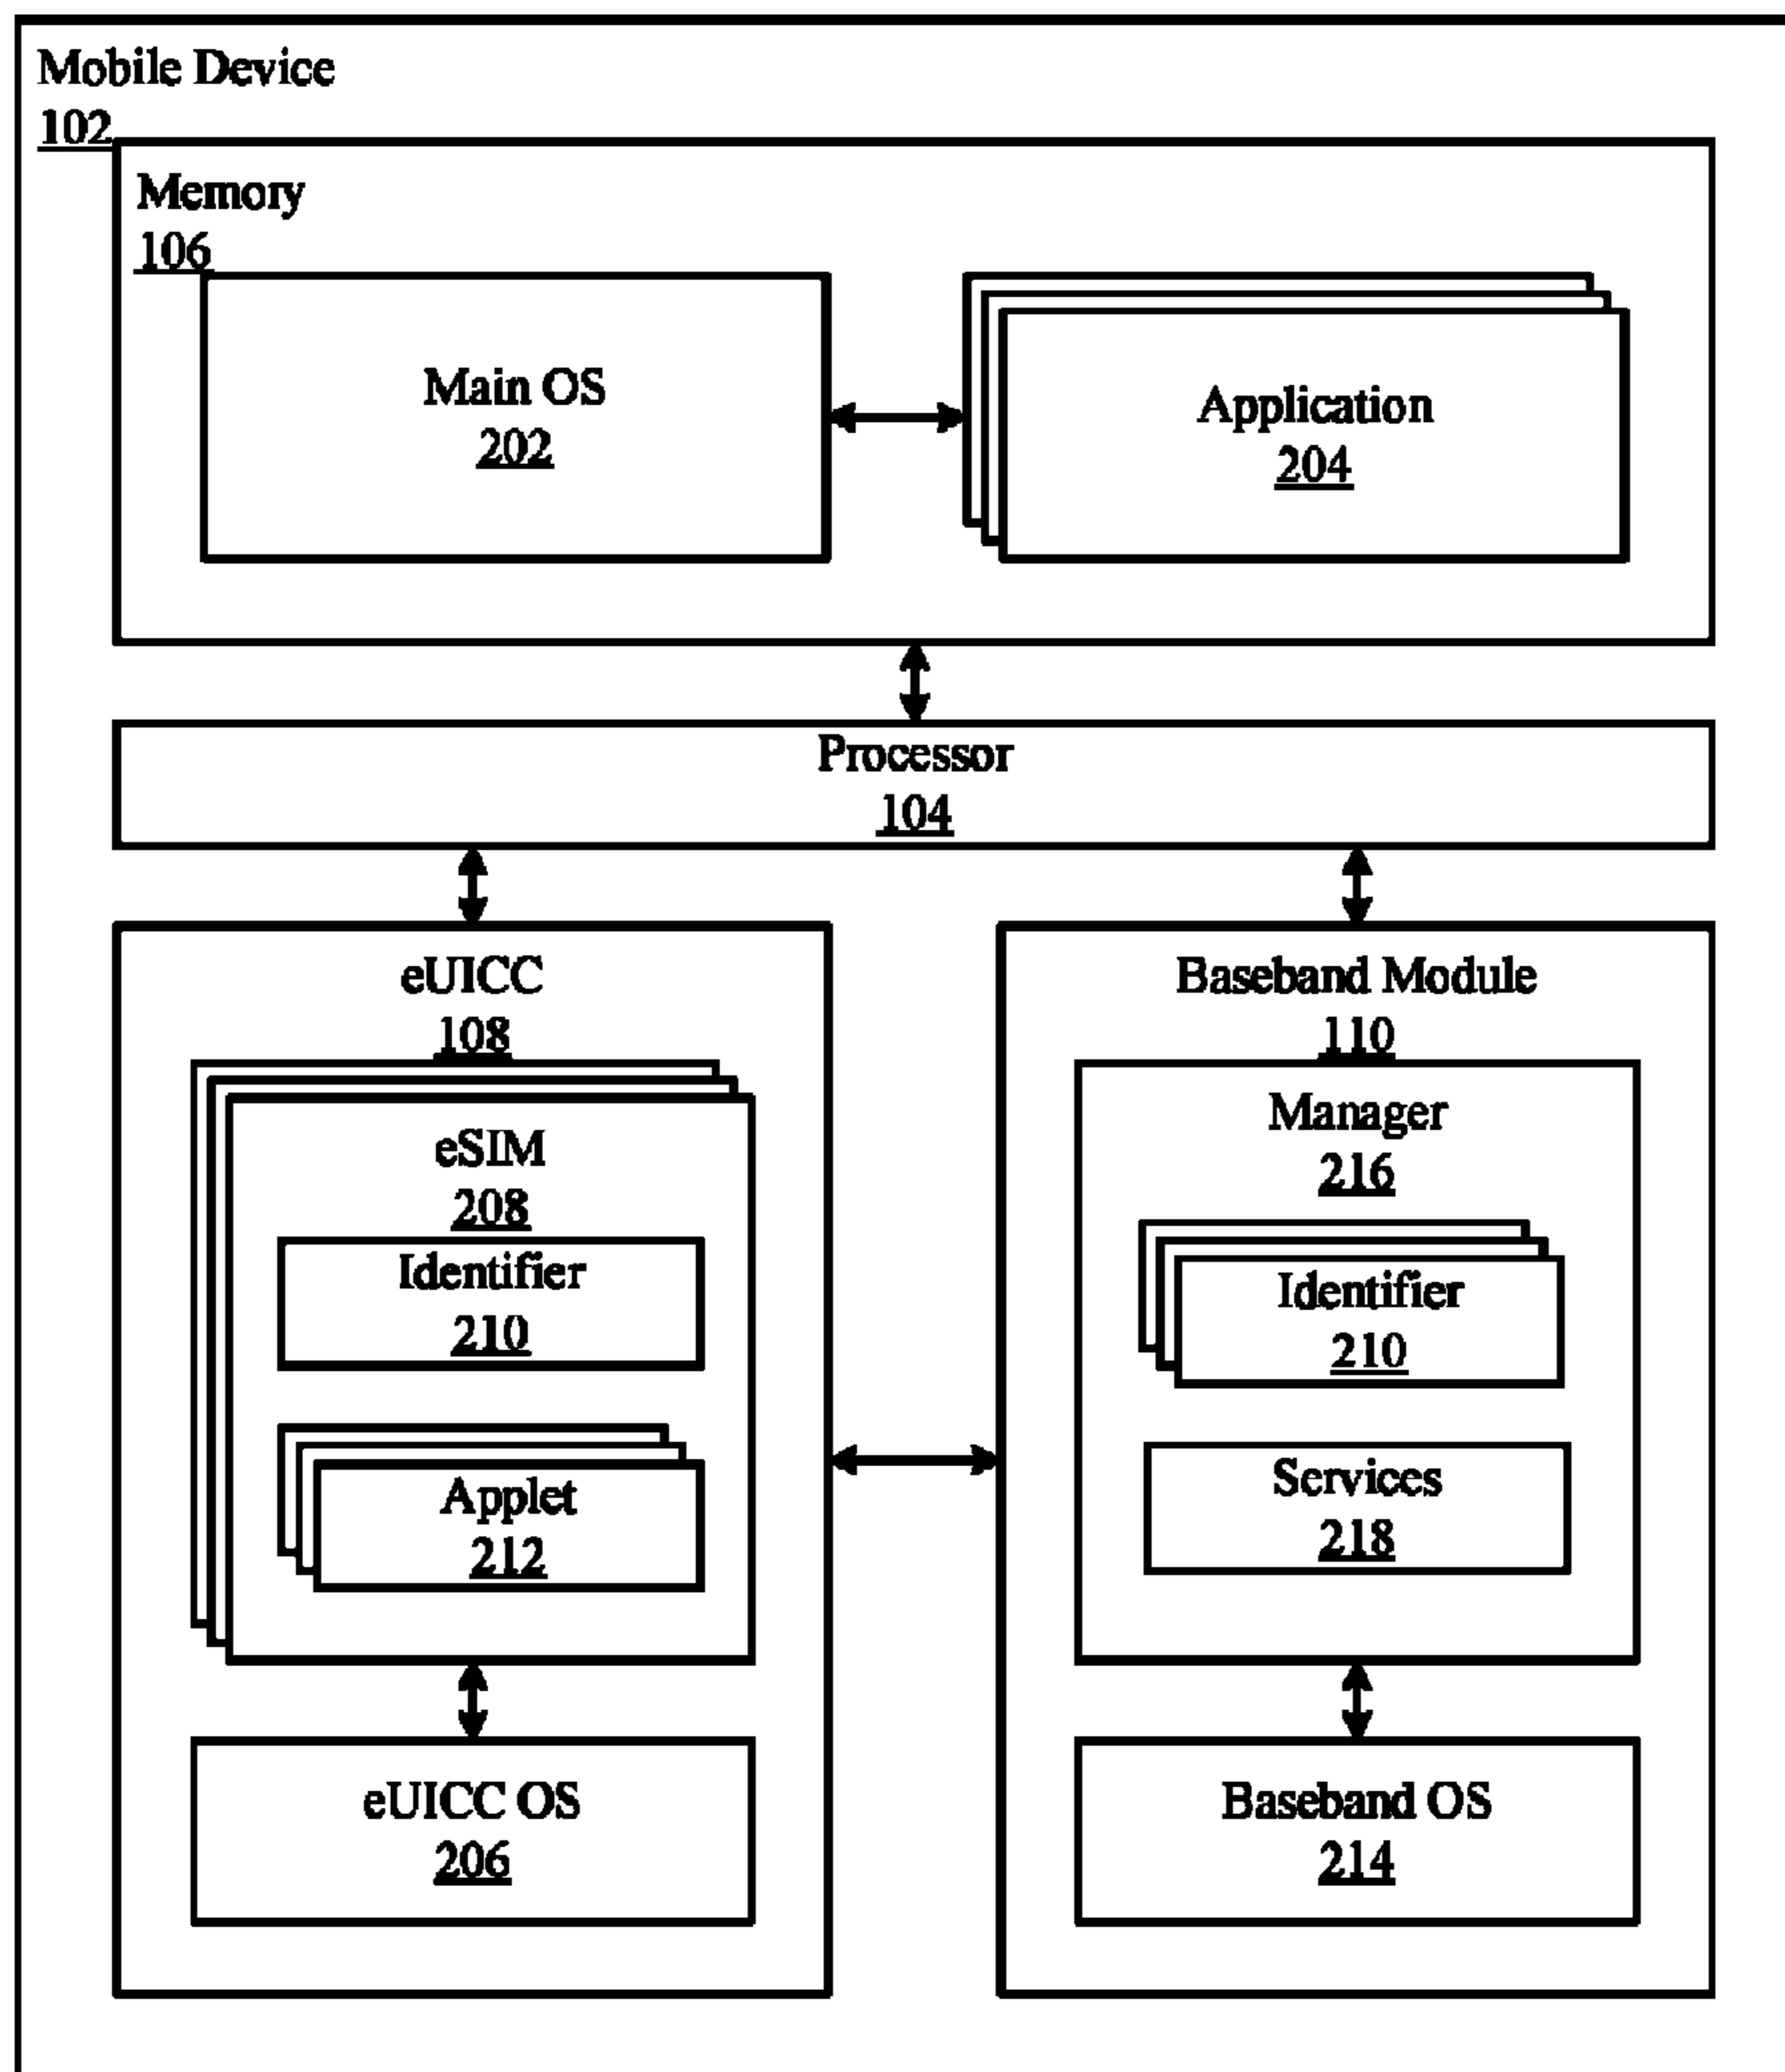 Mobile Device
102
Memory
106
Main OS
202
Application
204
Processor
104
eUICC
108
eSIM
208
Identifier
210
Applet
212
eUICC OS
206
Baseband Module
110
Manager
216
Identifier
210
Services
218
Baseband OS
214